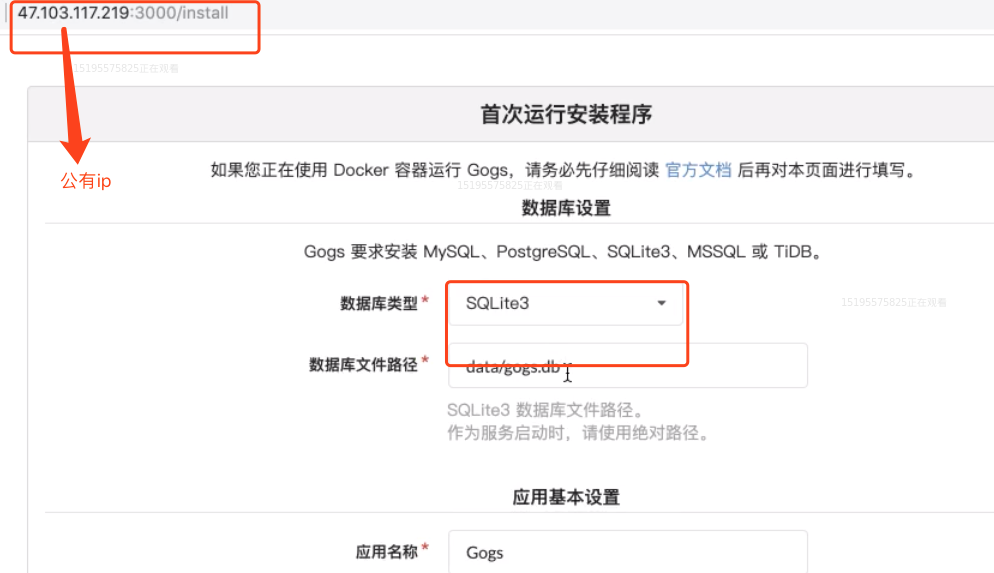 47.103.117.219:3000/install
15195575825正在观看
首次运行安装程序
如果您正在使用 Docker 容器运行 Gogs，请务必先仔细阅读 官方文档 后再对本页面进行填写。
公有ip
15195575825正在观看
数据库设置
Gogs 要求安装 MySQL、PostgreSQL、SQLite3、MSSQL 或 TiDB。
数据库类型* SQLite3
15195575825正在观看
数据库文件路径* data/gogs.db
SQLite3 数据库文件路径。
作为服务启动时，请使用绝对路径。
应用基本设置
应用名称* Gogs